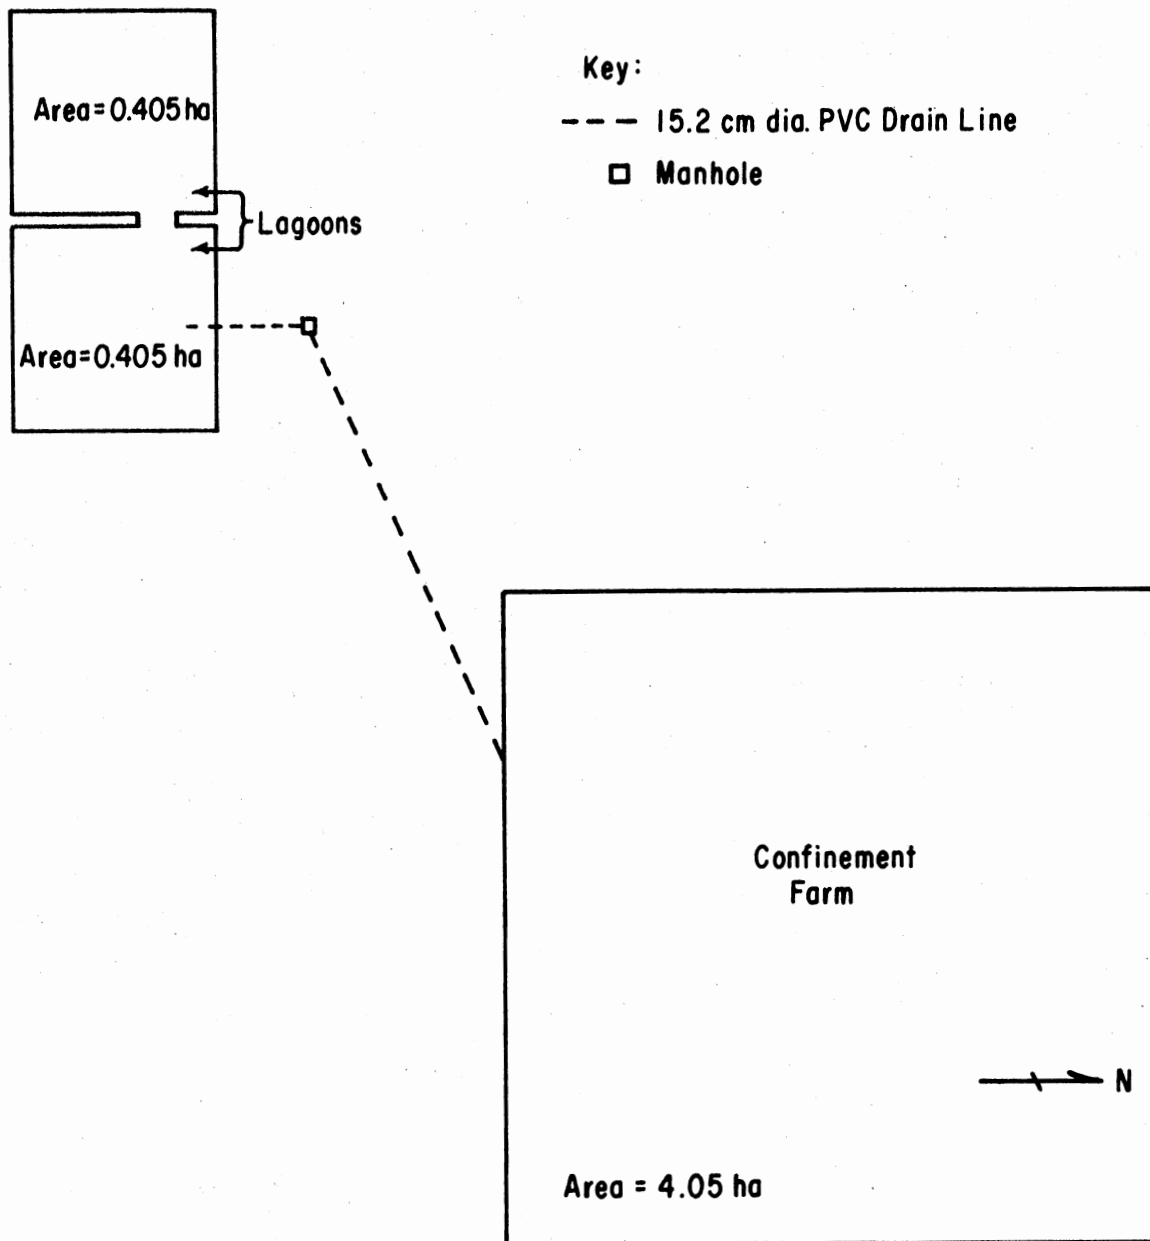 Area=0.405 ha
Key:
15.2 cm dia. PVC Drain Line
Manhole
Lagoons
Area=0.405 ha
Confinement
Farm
N
Area = 4.05 ha